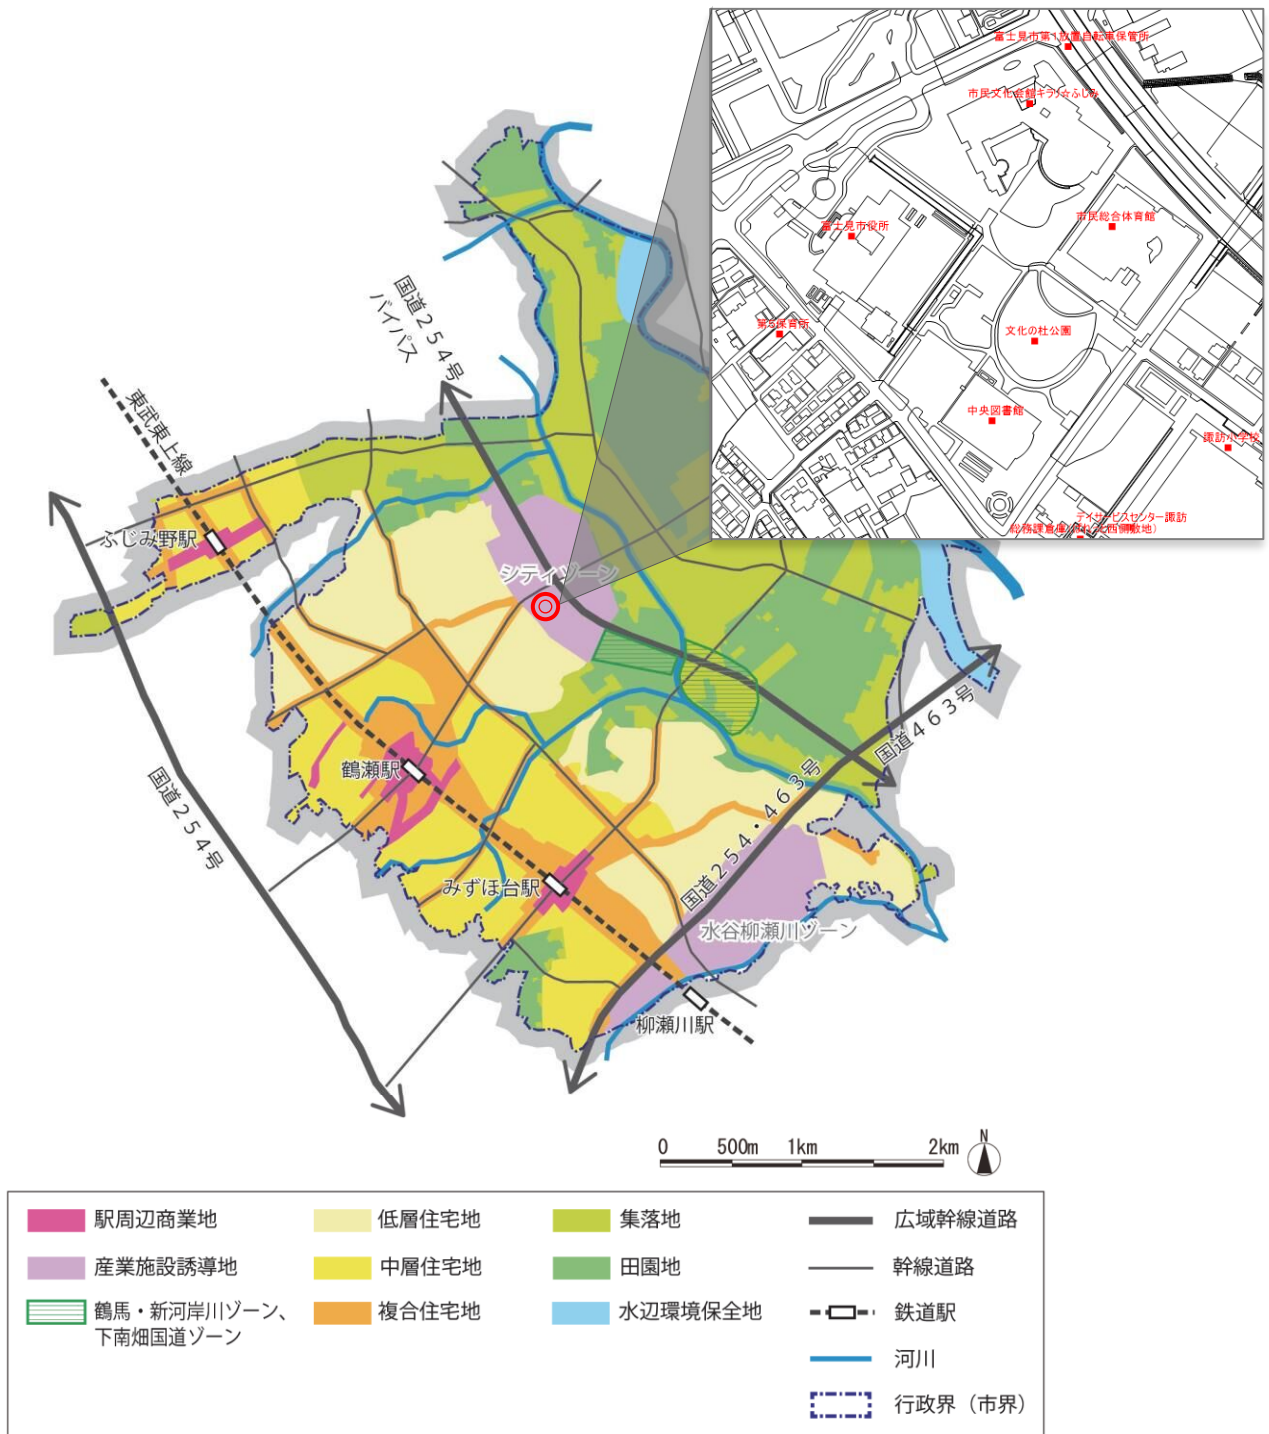 富士見市第1放置自転車保管所
市民文化会館キラリ☆ふじみ
市民総合体育館
富士見市役所
第5保育所
文化の杜公園
中央図書館
諏訪小学校
デイサービスセンター諏訪
国道254号
バイパス
東武東上線
ふじみ野駅
シティゾーン
国道463号
国道254号
鶴瀬駅
国道254・463号
みずほ台駅
水谷柳瀬川ゾーン
柳瀬川駅
0 500m 1km 2km
N
駅周辺商業地
低層住宅地
集落地
広域幹線道路
産業施設誘導地
中層住宅地
田園地
幹線道路
鶴馬・新河岸川ゾーン、
下南畑国道ゾーン
複合住宅地
水辺環境保全地
鉄道駅
河川
行政界（市界）